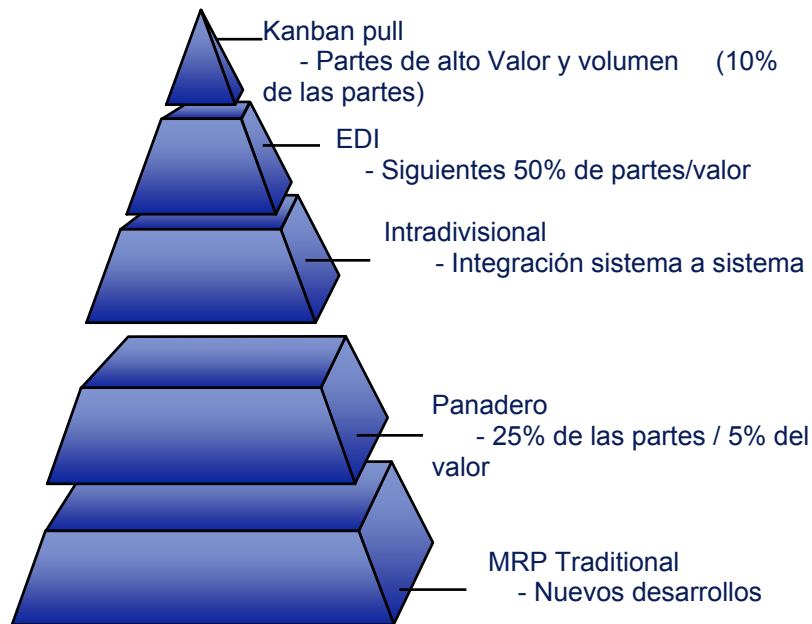 Kanban pull
- Partes de alto Valor y volumen (10%
de las partes)
EDI
- Siguientes 50% de partes/valor
Intradivisional
- Integración sistema a sistema
Panadero
- 25% de las partes / 5% del
valor
MRP Traditional
- Nuevos desarrollos